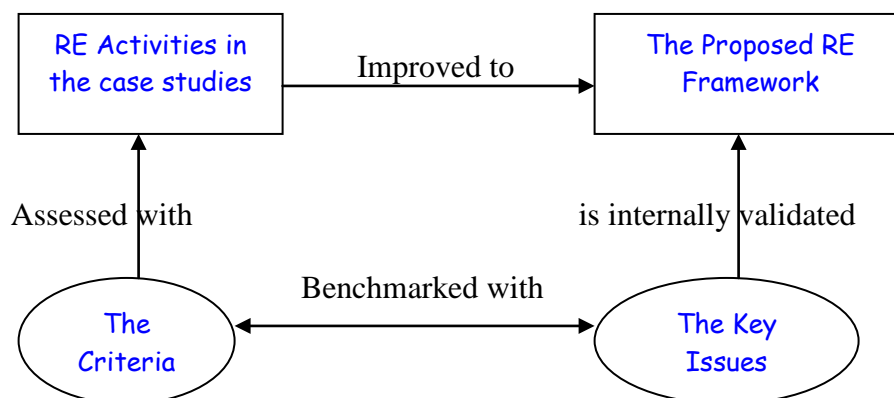 RE Activities in
the case studies
Improved to
The Proposed RE
Framework
Assessed with
is internally validated
The
Criteria
Benchmarked with
The Key
Issues